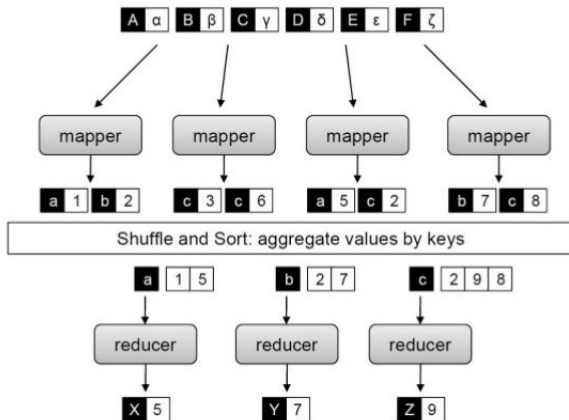 A α B β C γ D δ E ε F ζ
mapper mapper mapper mapper
a 1 b 2 c 3 c 6 a 5 c 2 b 7 c 8
Shuffle and Sort: aggregate values by keys
a 1 5 b 2 7 c 2 9 8
reducer reducer reducer
X 5 Y 7 Z 9